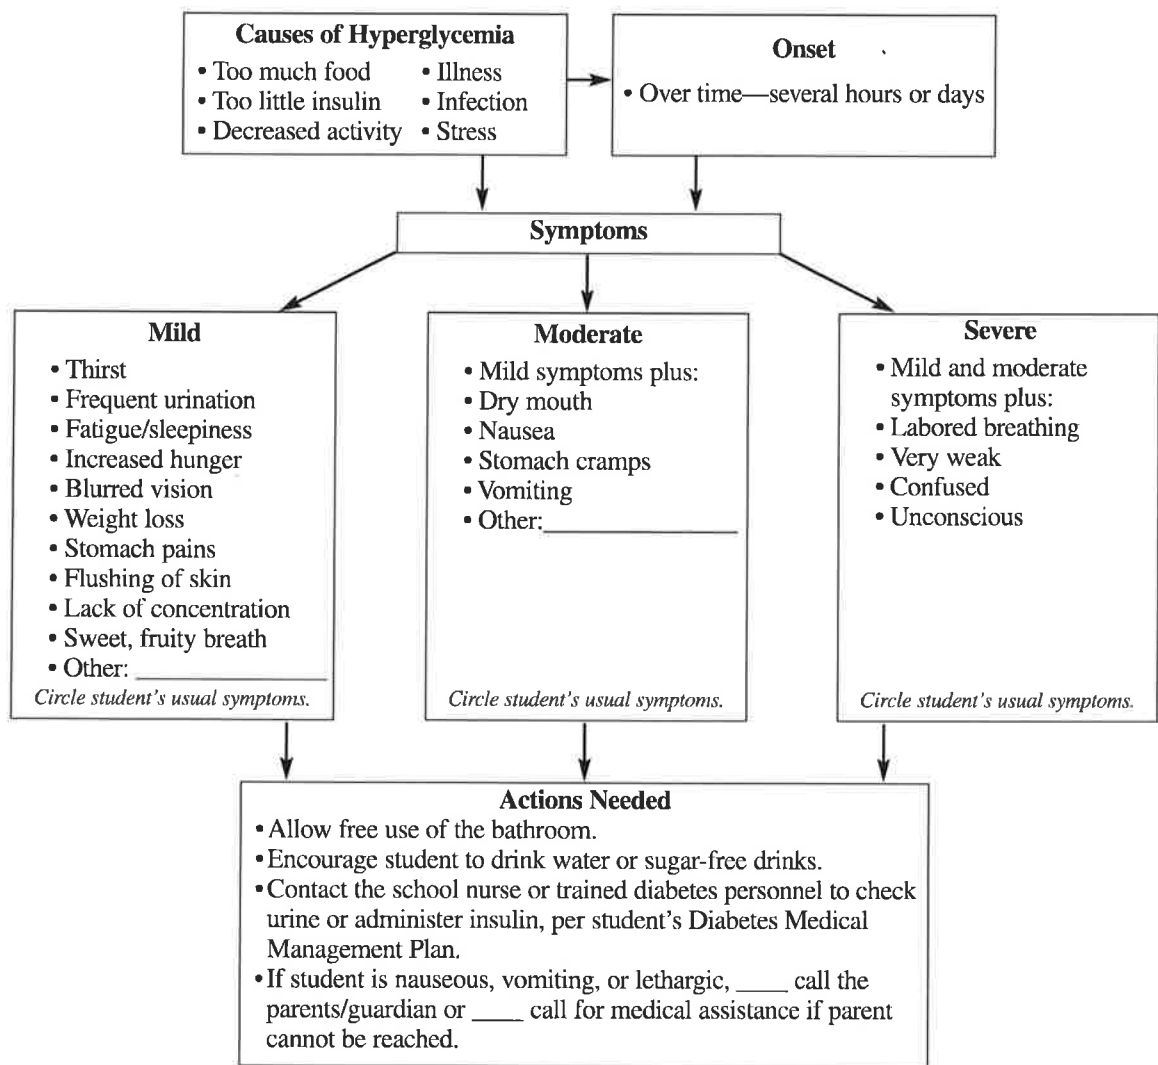 Causes of Hyperglycemia
• Too much food • Illness
• Too little insulin • Infection
• Decreased activity • Stress
Onset
• Over time—several hours or days
Symptoms
Mild
• Thirst
• Frequent urination
• Fatigue/sleepiness
• Increased hunger
• Blurred vision
• Weight loss
• Stomach pains
• Flushing of skin
• Lack of concentration
• Sweet, fruity breath
• Other: ________________
Circle student's usual symptoms.
Moderate
• Mild symptoms plus:
• Dry mouth
• Nausea
• Stomach cramps
• Vomiting
• Other:__________________
Circle student's usual symptoms.
Severe
• Mild and moderate
symptoms plus:
• Labored breathing
• Very weak
• Confused
• Unconscious
Circle student's usual symptoms.
Actions Needed
• Allow free use of the bathroom.
• Encourage student to drink water or sugar-free drinks.
• Contact the school nurse or trained diabetes personnel to check
urine or administer insulin, per student's Diabetes Medical
Management Plan.
• If student is nauseous, vomiting, or lethargic, ____ call the
parents/guardian or ____ call for medical assistance if parent
cannot be reached.